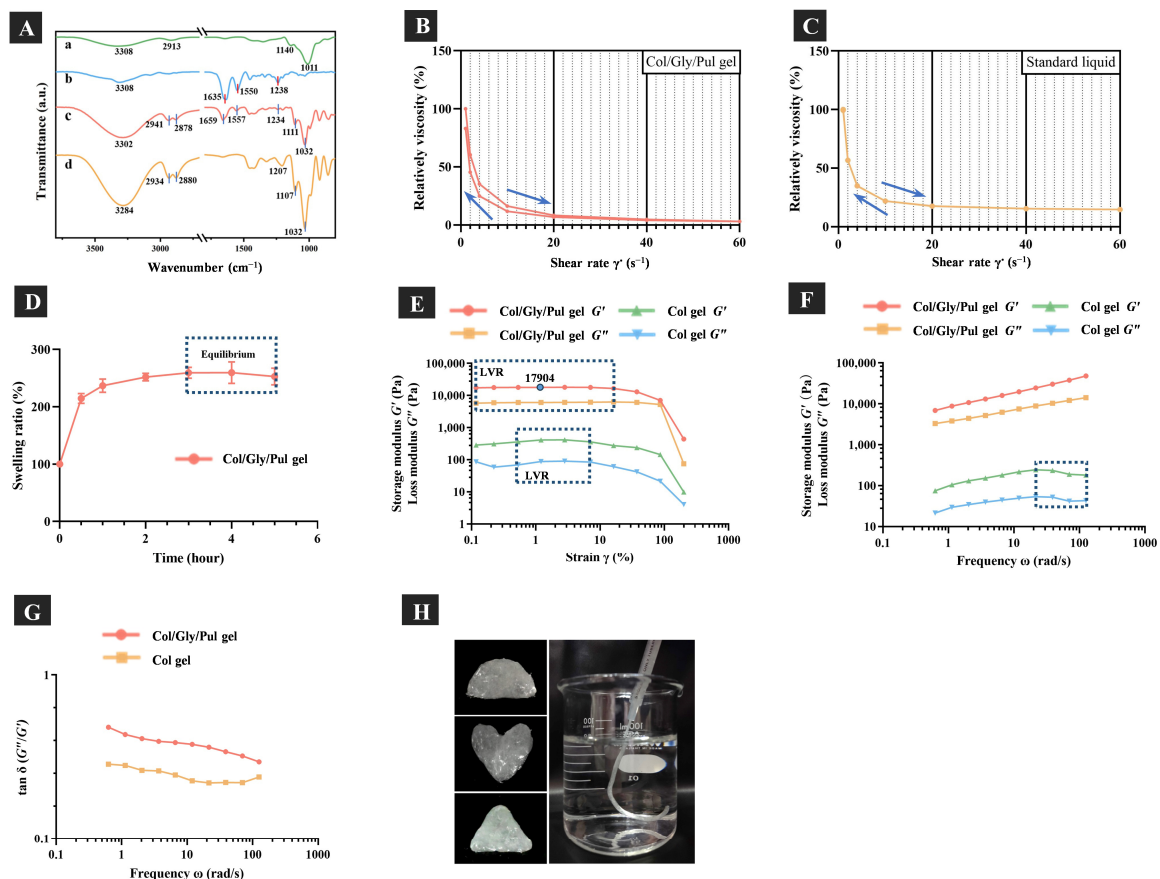 A
a
3308
2913
1140
1011
b
3308
1635
1550
1238
c
2941
2878
1659
1557
1234
1111
3302
1032
d
2934
2880
1207
1107
3284
1032
Transmittance (a.u.)
3500
3000
1500
1000
Wavenumber (cm⁻¹)
B
Col/Gly/Pul gel
Relatively viscosity (%)
150
100
50
0
0
20
40
60
Shear rate γ˙ (s⁻¹)
C
Standard liquid
Relatively viscosity (%)
150
100
50
0
0
20
40
60
Shear rate γ˙ (s⁻¹)
D
Equilibrium
Col/Gly/Pul gel
Swelling ratio (%)
300
200
100
0
0
2
4
6
Time (hour)
E
Col/Gly/Pul gel G′
Col gel G′
Col/Gly/Pul gel G″
Col gel G″
LVR
17904
LVR
Storage modulus G′ (Pa)
Loss modulus G″ (Pa)
100,000
10,000
1,000
100
10
1
0.1
1
10
100
1000
Strain γ (%)
F
Col/Gly/Pul gel G′
Col gel G′
Col/Gly/Pul gel G″
Col gel G″
Storage modulus G′ (Pa)
Loss modulus G″ (Pa)
100,000
10,000
1,000
100
10
0.1
1
10
100
1000
Frequency ω (rad/s)
G
Col/Gly/Pul gel
Col gel
tan δ (G″/G′)
1
0.1
0.1
1
10
100
1000
Frequency ω (rad/s)
H
100
100ml